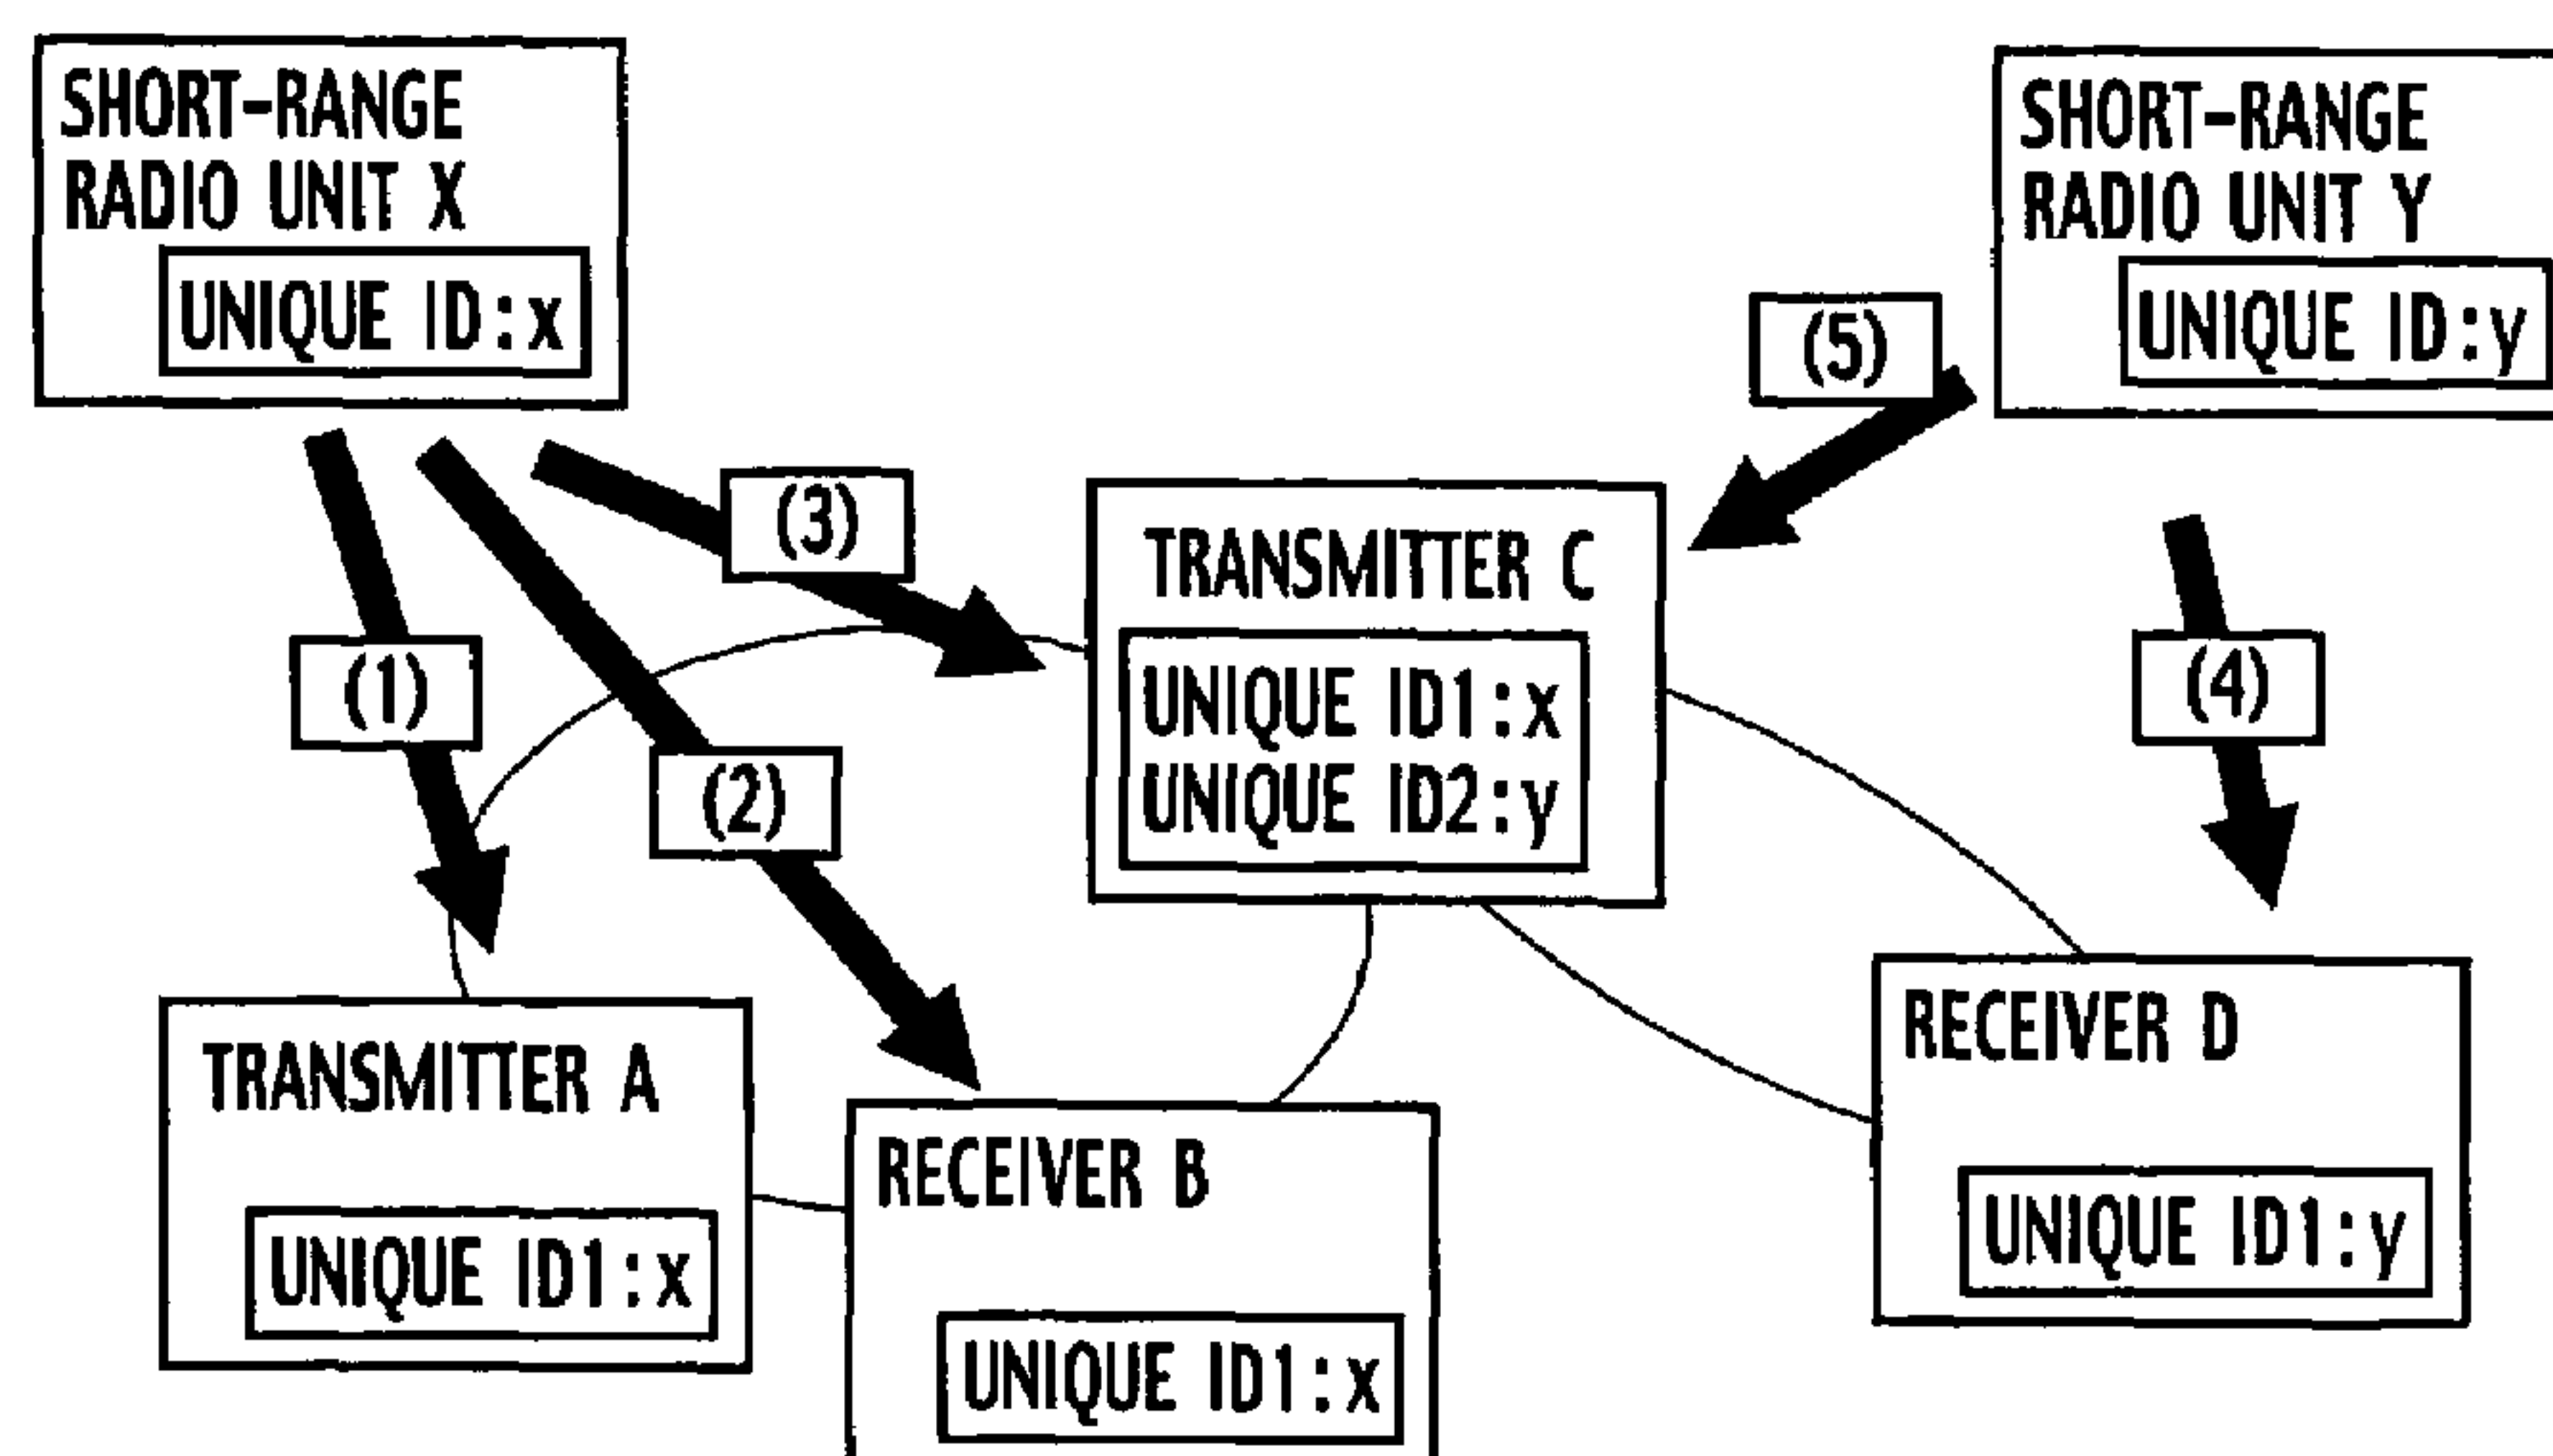 SHORT-RANGE
RADIO UNIT X
UNIQUE ID:x
SHORT-RANGE
RADIO UNIT Y
UNIQUE ID:y
(5)
(3)
TRANSMITTER C
UNIQUE ID1:x
UNIQUE ID2:y
(1)
(2)
(4)
TRANSMITTER A
UNIQUE ID1:x
RECEIVER B
UNIQUE ID1:x
RECEIVER D
UNIQUE ID1:y